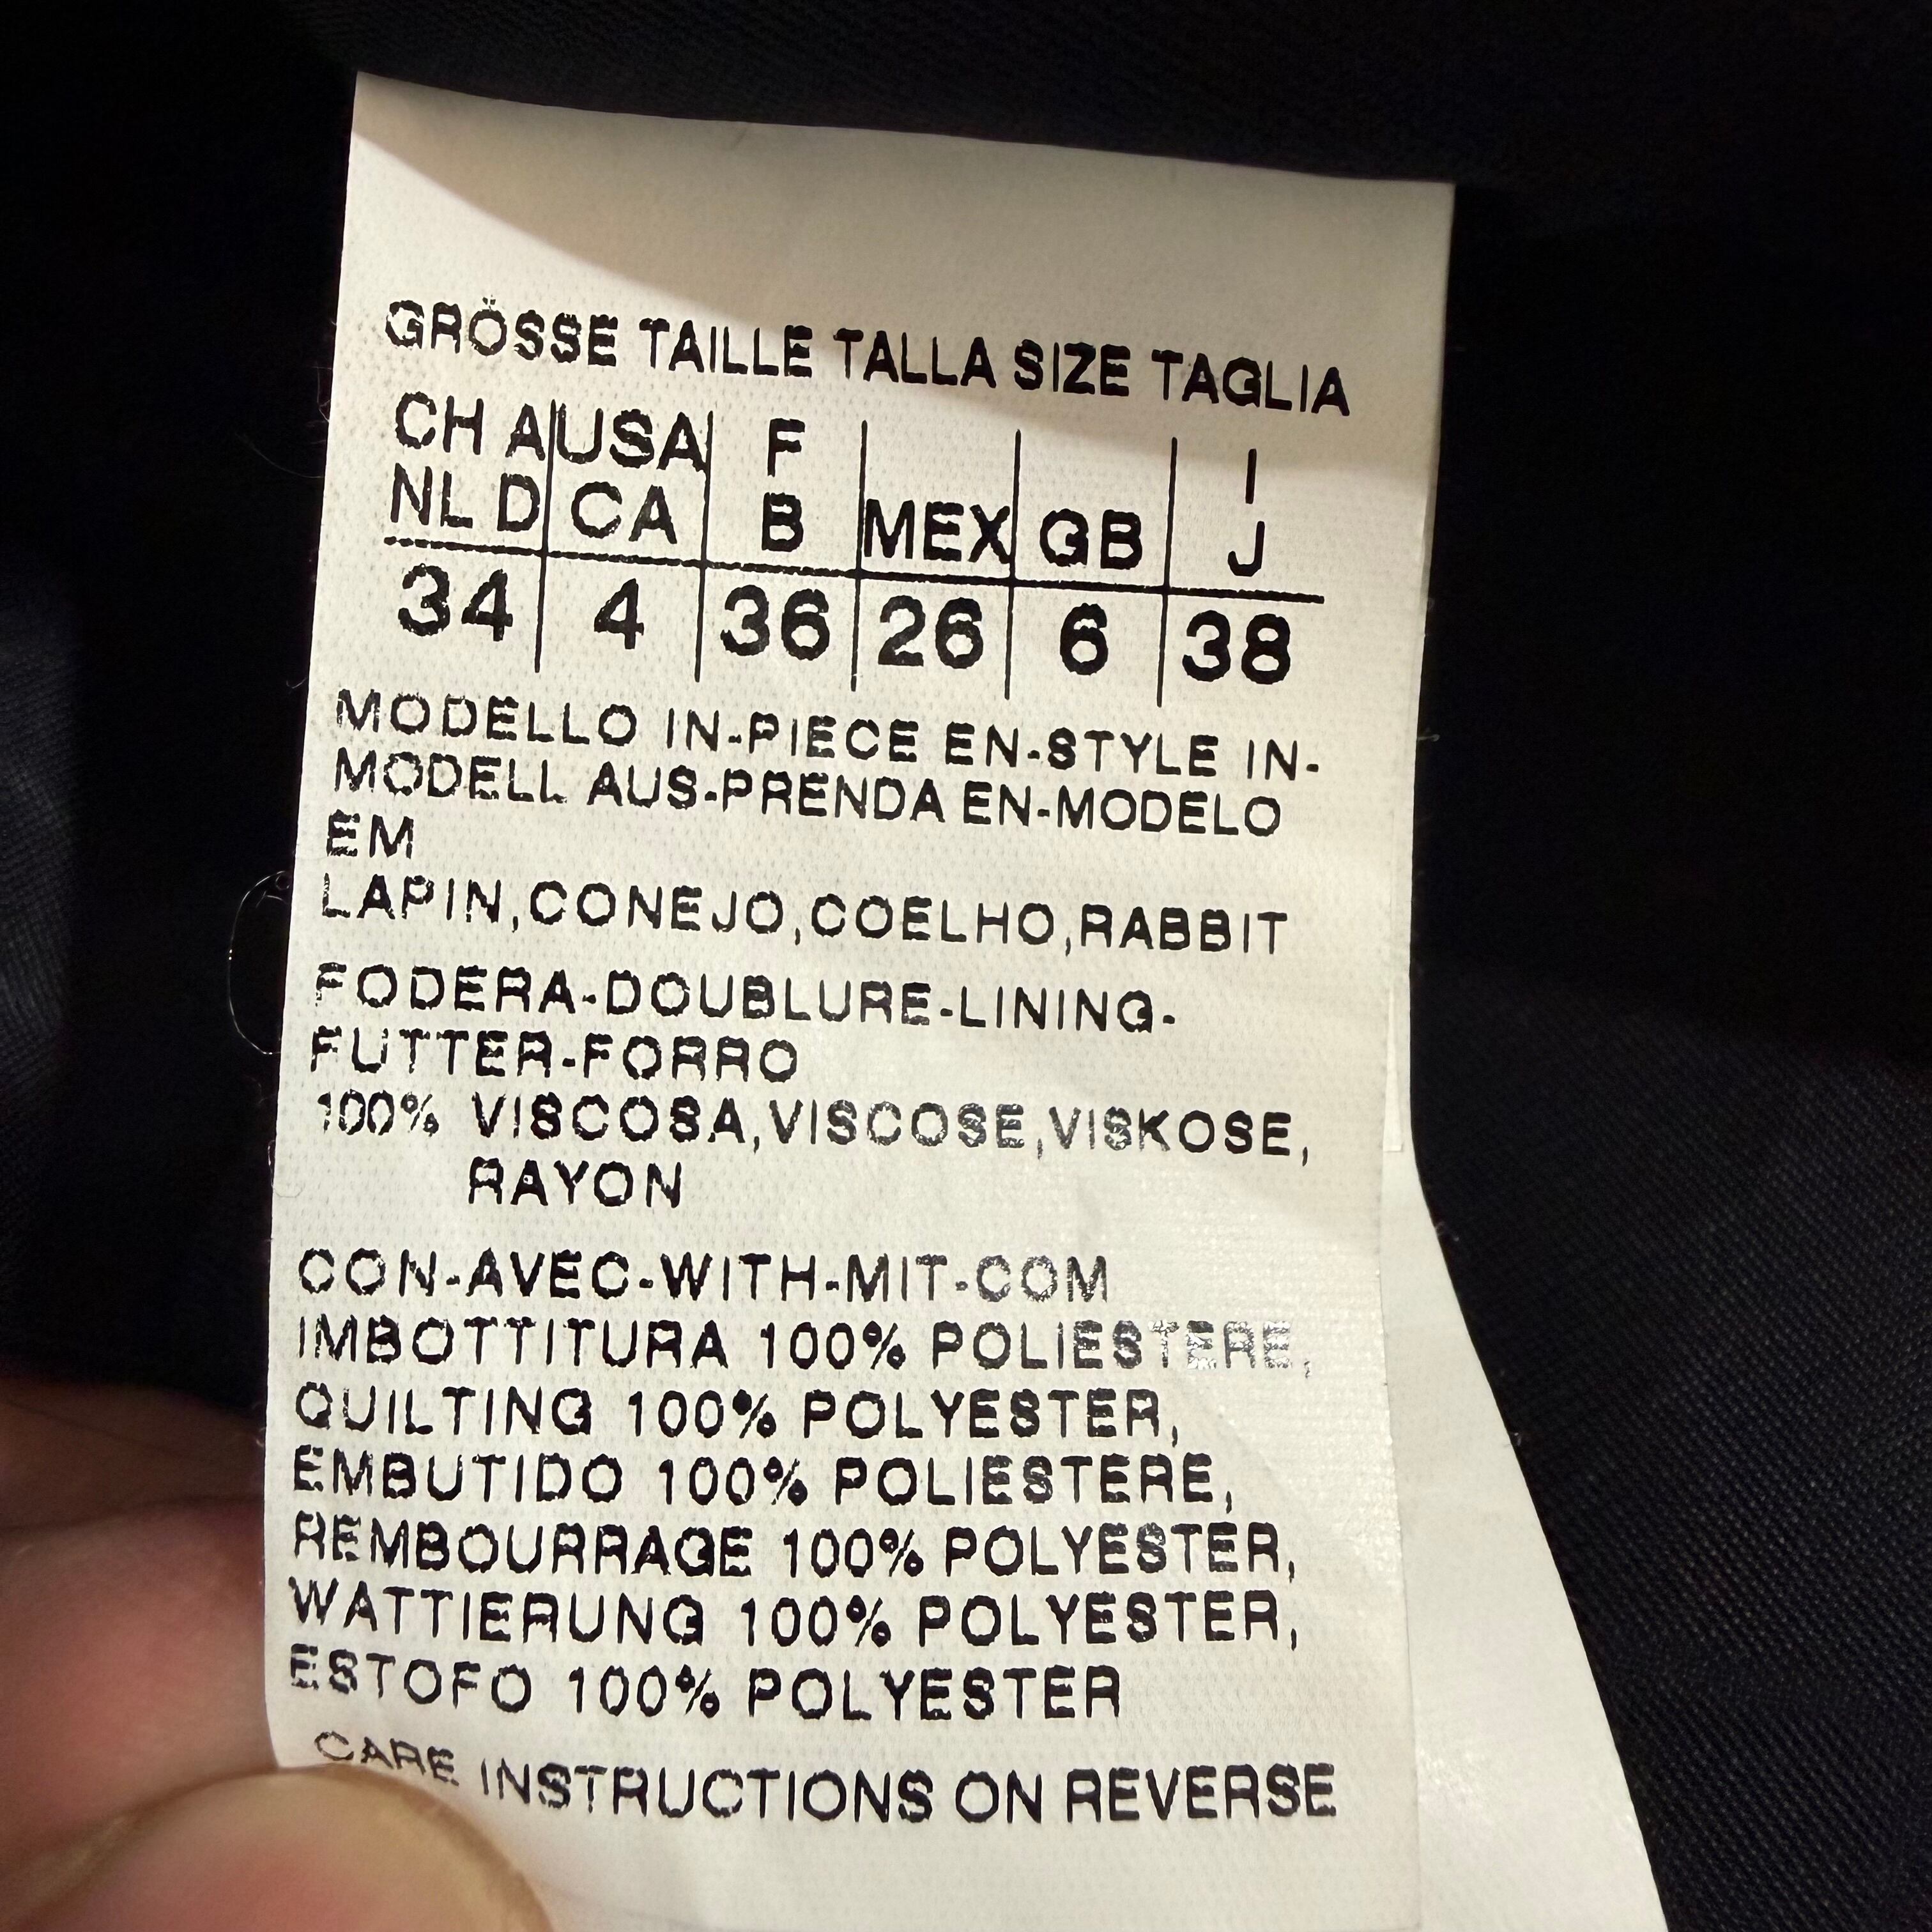 GRÖSSE TAILLE TALLA SIZE TAGLIA
CH A USA F I
NL D CA B MEX GB J
34 4 36 26 6 38
MODELLO IN-PIECE EN-STYLE IN-
MODELL AUS-PRENDA EN-MODELO
EM
LAPIN,CONEJO,COELHO,RABBIT
FODERA-DOUBLURE-LINING-
FUTTER-FORRO
100% VISCOSA,VISCOSE,VISKOSE,
RAYON
CON-AVEC-WITH-MIT-COM
IMBOTTITURA 100% POLIESTERE,
QUILTING 100% POLYESTER,
EMBUTIDO 100% POLIESTERE,
REMBOURRAGE 100% POLYESTER,
WATTIERUNG 100% POLYESTER,
ESTOFO 100% POLYESTER
CARE INSTRUCTIONS ON REVERSE